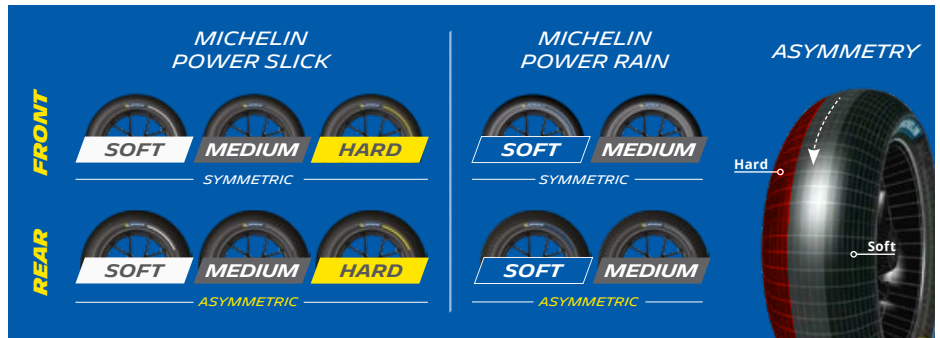 MICHELIN
POWER SLICK
MICHELIN
POWER RAIN
ASYMMETRY
FRONT
SOFT
MEDIUM
HARD
SYMMETRIC
SOFT
MEDIUM
SYMMETRIC
REAR
SOFT
MEDIUM
HARD
ASYMMETRIC
SOFT
MEDIUM
ASYMMETRIC
Hard
Soft